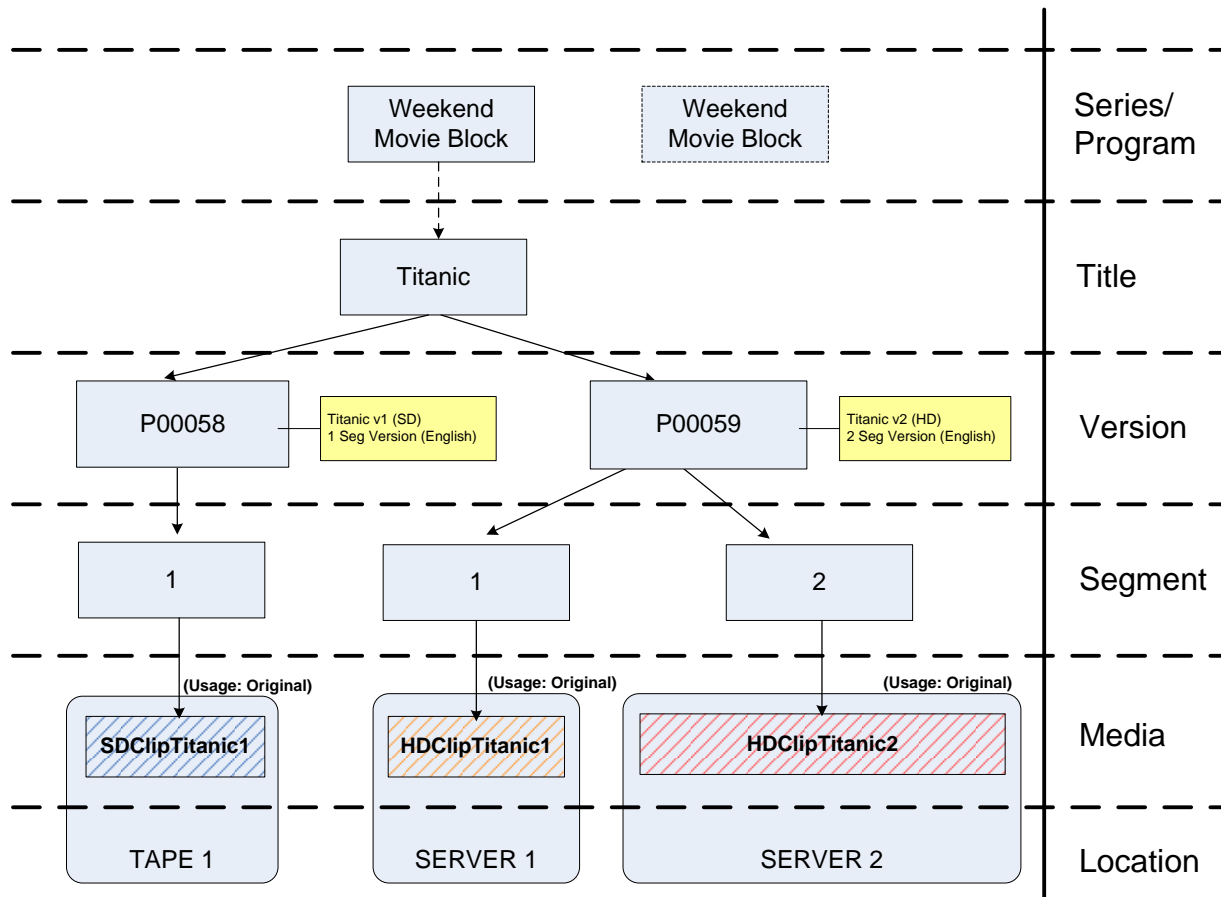 Weekend
Movie Block
Weekend
Movie Block
Series/
Program
Titanic
Title
P00058
Titanic v1 (SD)
1 Seg Version (English)
P00059
Titanic v2 (HD)
2 Seg Version (English)
Version
1
1
2
Segment
(Usage: Original)
(Usage: Original)
(Usage: Original)
SDClipTitanic1
HDClipTitanic1
HDClipTitanic2
Media
TAPE 1
SERVER 1
SERVER 2
Location